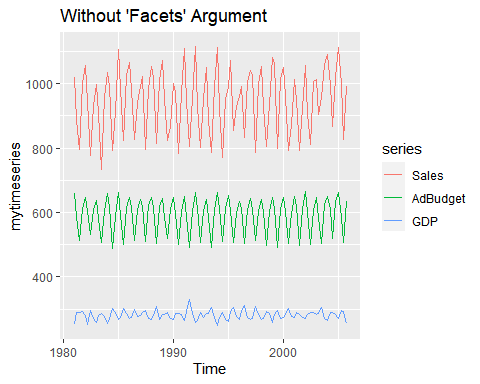 Without 'Facets' Argument
mytimeseries
1000
800
600
400
1980
1990
2000
Time
series
Sales
AdBudget
GDP